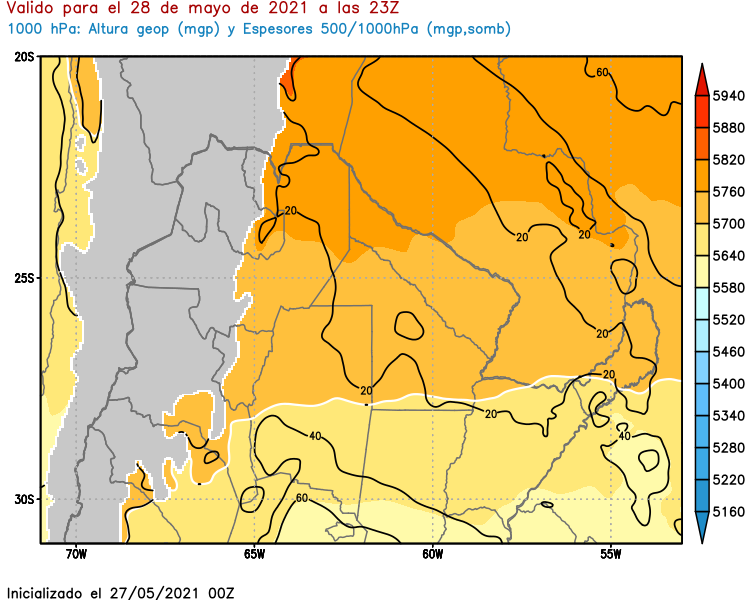 Valido para el 28 de mayo de 2021 a las 23Z
1000 hPa: Altura geop (mgp) y Espesores 500/1000hPa (mgp,somb)
20S
25S
30S
70W
65W
60W
55W
60
20
20
20
20
20
20
20
40
40
60
5940
5880
5820
5760
5700
5640
5580
5520
5460
5400
5340
5280
5220
5160
Inicializado el 27/05/2021 00Z